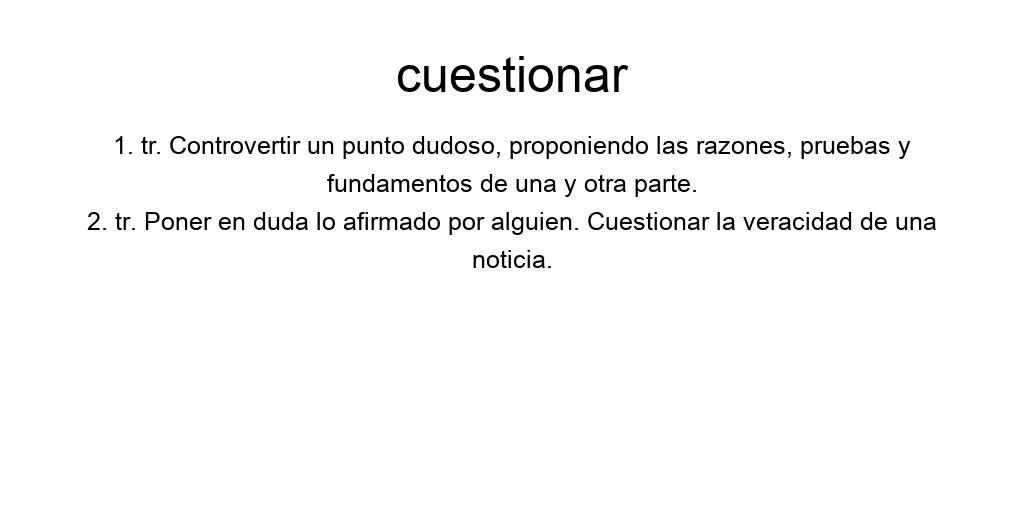 cuestionar
1. tr. Controvertir un punto dudoso, proponiendo las razones, pruebas y
fundamentos de una y otra parte.
2. tr. Poner en duda lo afirmado por alguien. Cuestionar la veracidad de una
noticia.